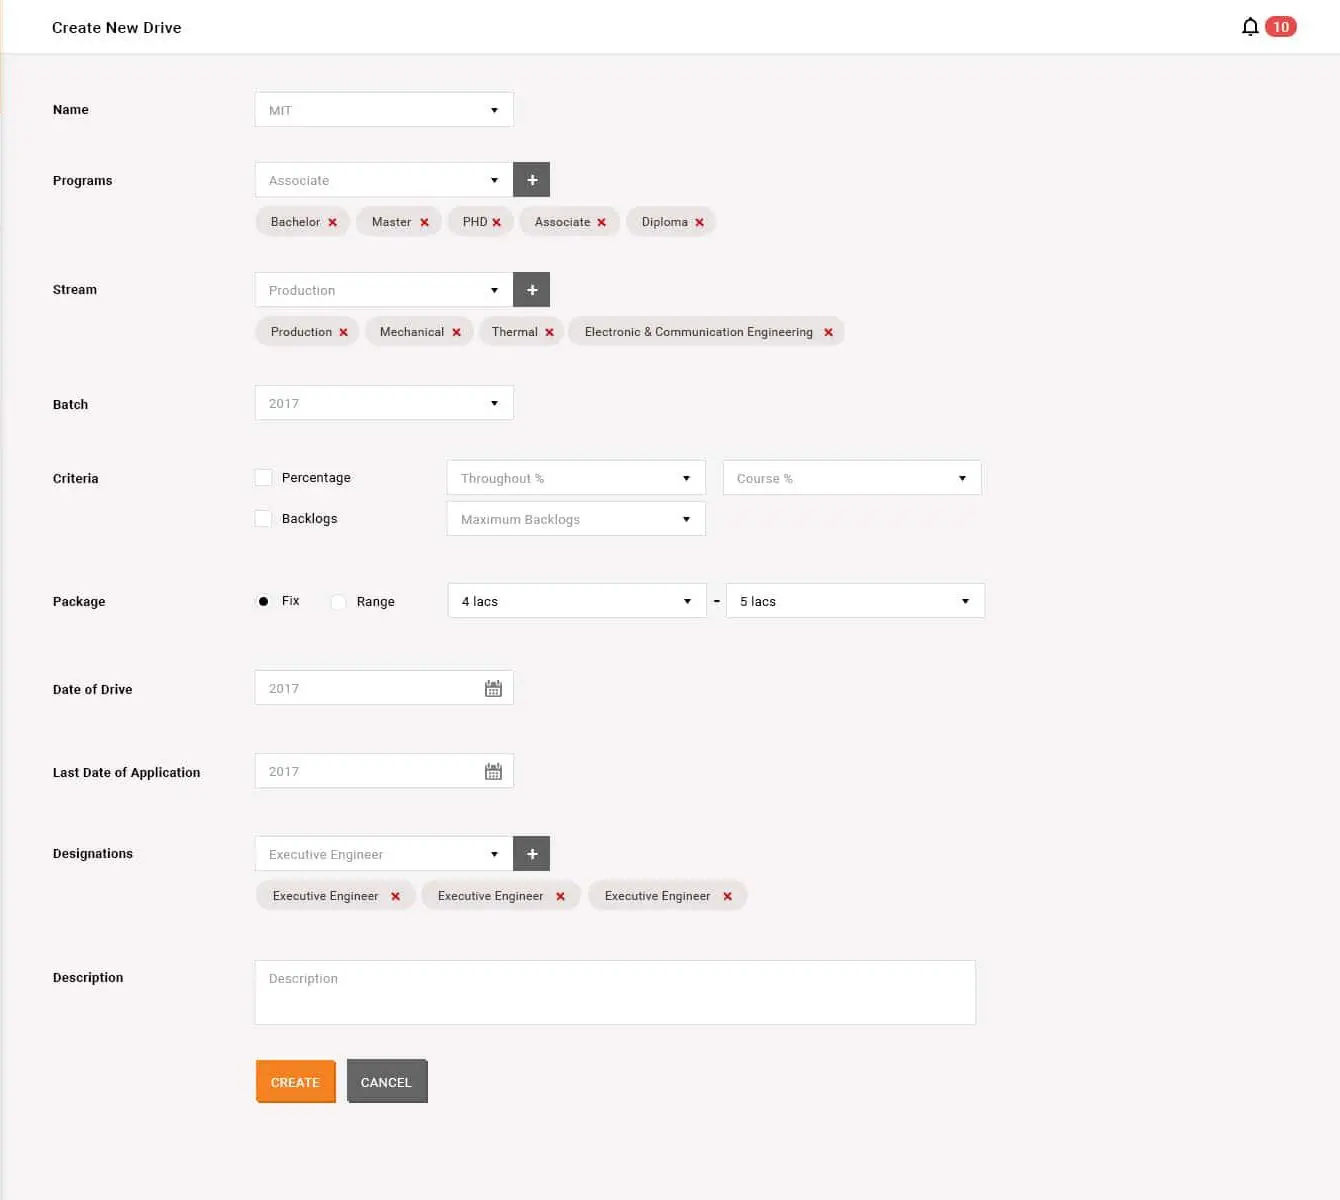 Create New Drive 10
Name MIT
Programs Associate +
Bachelor Master PHD Associate Diploma
Stream Production +
Production Mechanical Thermal Electronic & Communication Engineering
Batch 2017
Criteria Percentage Throughout % Course %
Backlogs Maximum Backlogs
Package Fix Range 4 lacs - 5 lacs
Date of Drive 2017
Last Date of Application 2017
Designations Executive Engineer +
Executive Engineer Executive Engineer Executive Engineer
Description Description
CREATE CANCEL